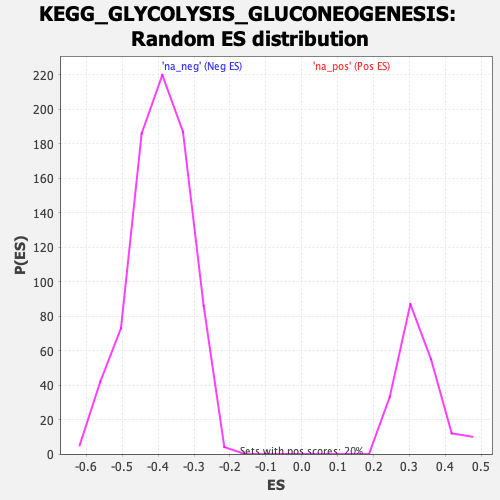 KEGG_GLYCOLYSIS_GLUCONEOGENESIS:
Random ES distribution
'na_neg' (Neg ES)
'na_pos' (Pos ES)
220
200
180
160
140
120
100
80
60
40
20
0
P(ES)
Sets with pos scores: 20%
-0.6 -0.5 -0.4 -0.3 -0.2 -0.1 0.0 0.1 0.2 0.3 0.4 0.5
ES